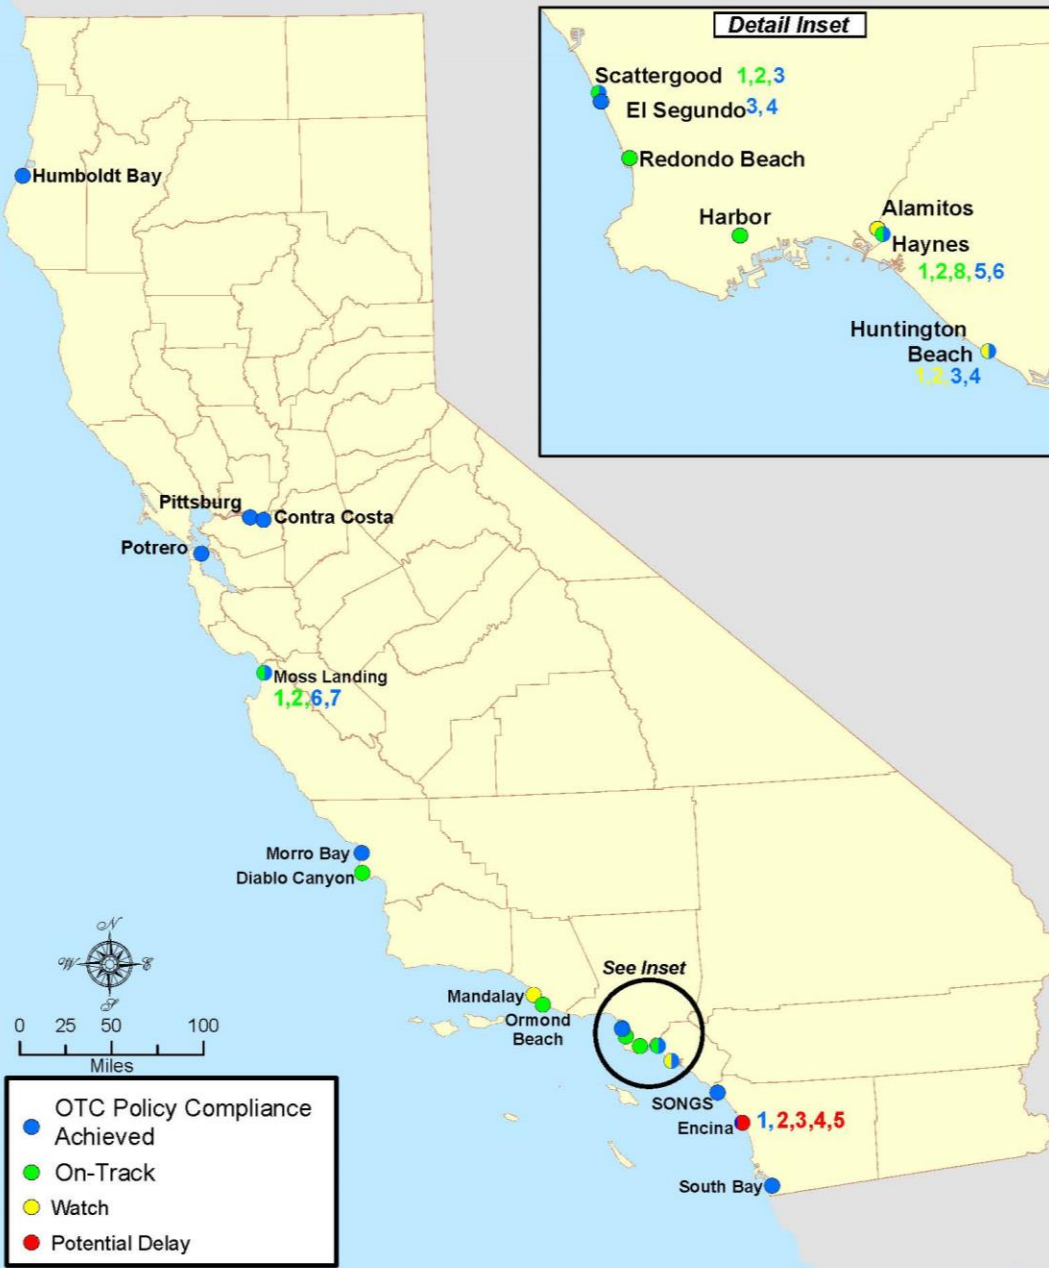 Detail Inset
Scattergood 1,2,3
El Segundo 3, 4
Redondo Beach
Harbor
Alamitos
Haynes
1,2,8,5,6
Huntington
Beach
1,2,3,4
Humboldt Bay
Pittsburg
Contra Costa
Potrero
Moss Landing
1,2,6,7
Morro Bay
Diablo Canyon
N
W E
S
See Inset
Mandalay
Ormond
Beach
0 25 50 100
Miles
SONGS
Encina 1, 2,3,4,5
South Bay
OTC Policy Compliance
Achieved
On-Track
Watch
Potential Delay